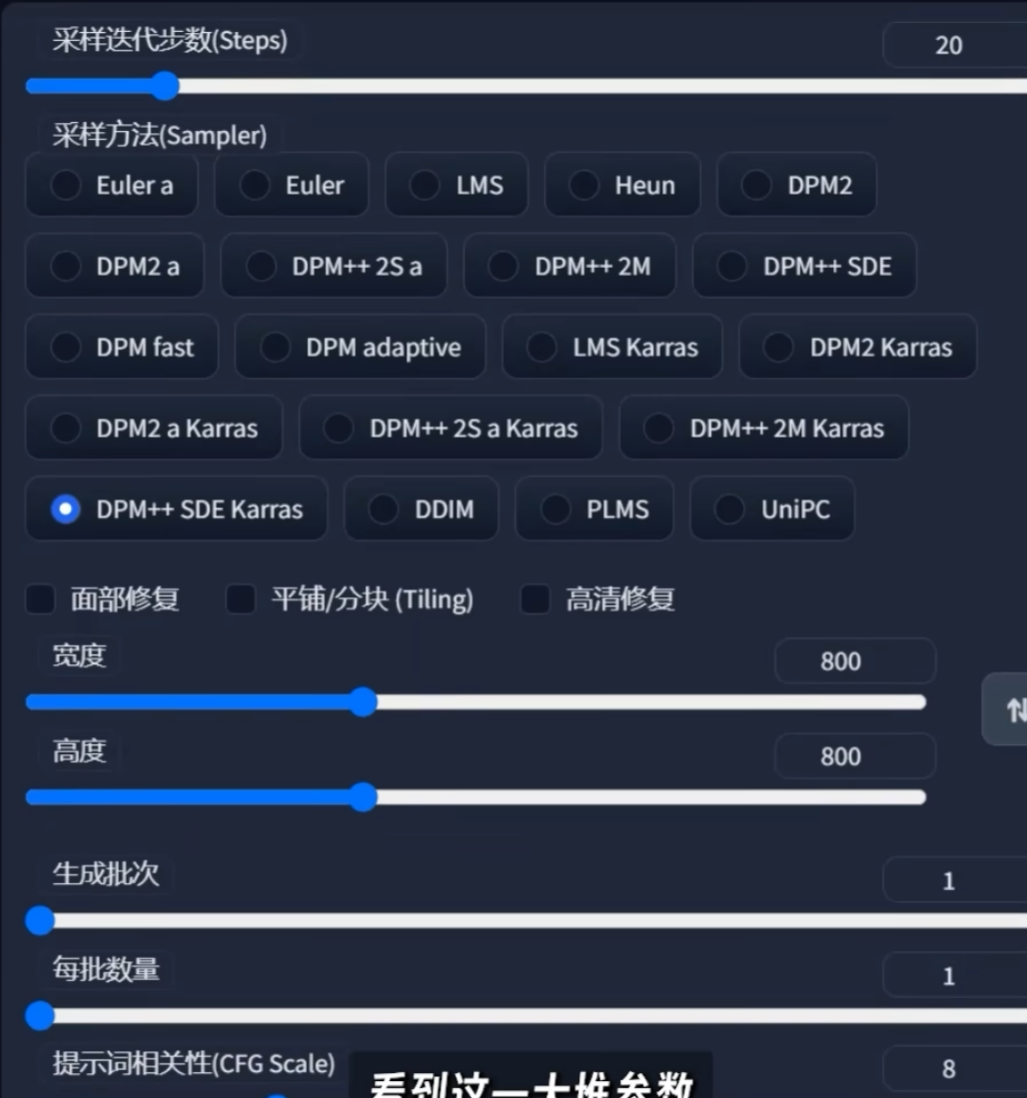 采样迭代步数(Steps) 20
采样方法(Sampler)
Euler a Euler LMS Heun DPM2
DPM2 a DPM++ 2S a DPM++ 2M DPM++ SDE
DPM fast DPM adaptive LMS Karras DPM2 Karras
DPM2 a Karras DPM++ 2S a Karras DPM++ 2M Karras
DPM++ SDE Karras DDIM PLMS UniPC
面部修复 平铺/分块 (Tiling) 高清修复
宽度 800
高度 800
生成批次 1
每批数量 1
提示词相关性(CFG Scale) 8
看到这一大堆参数